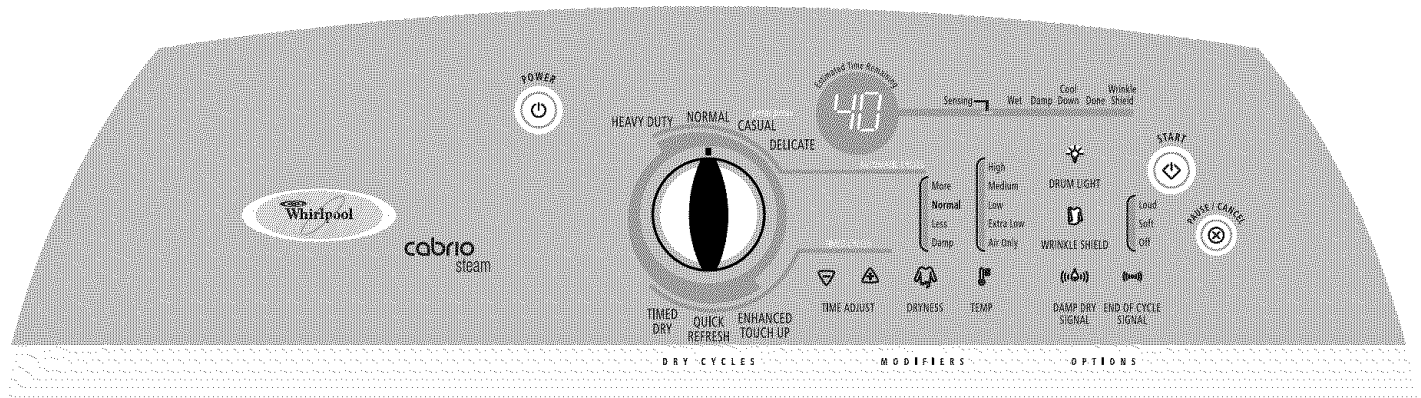 POWER
Estimated Time Remaining
40
Sensing
Wet
Damp
Cool
Down
Done
Wrinkle
Shield
HEAVY DUTY
NORMAL
CASUAL
DELICATE
START
PAUSE / CANCEL
Whirlpool
cabrio
steam
More
Normal
Less
Damp
High
Medium
Low
Extra Low
Air Only
DRUM LIGHT
WRINKLE SHIELD
Loud
Soft
Off
TIMED
DRY
QUICK
REFRESH
ENHANCED
TOUCH UP
TIME ADJUST
DRYNESS
TEMP
DAMP DRY
SIGNAL
END OF CYCLE
SIGNAL
DRY CYCLES
MODIFIERS
OPTIONS